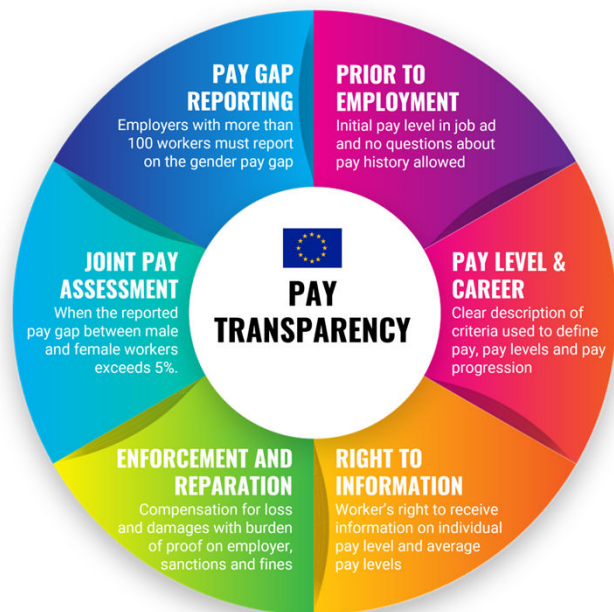 PAY
TRANSPARENCY
PRIOR TO
EMPLOYMENT
Initial pay level in job ad
and no questions about
pay history allowed
PAY LEVEL &
CAREER
Clear description of
criteria used to define
pay, pay levels and pay
progression
RIGHT TO
INFORMATION
Worker's right to receive
information on individual
pay level and average
pay levels
ENFORCEMENT AND
REPARATION
Compensation for loss
and damages with burden
of proof on employer,
sanctions and fines
JOINT PAY
ASSESSMENT
When the reported
pay gap between male
and female workers
exceeds 5%.
PAY GAP
REPORTING
Employers with more than
100 workers must report
on the gender pay gap